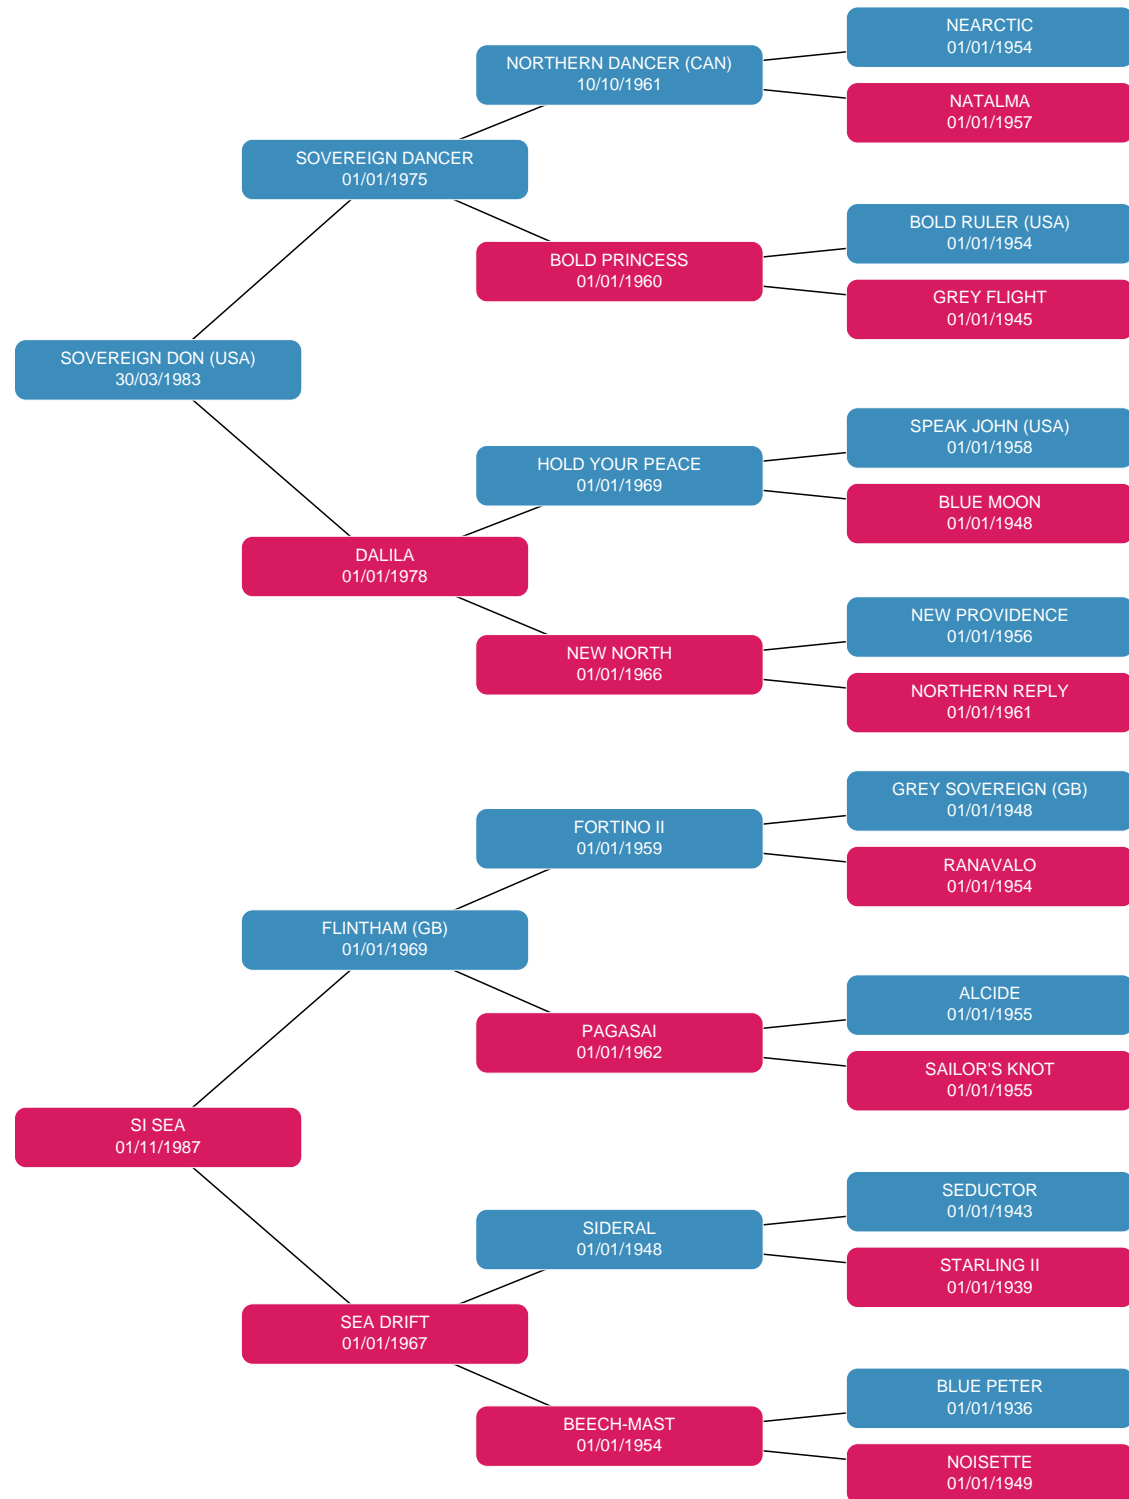 NEARCTIC
01/01/1954
NORTHERN DANCER (CAN)
10/10/1961
NATALMA
01/01/1957
SOVEREIGN DANCER
01/01/1975
BOLD RULER (USA)
01/01/1954
BOLD PRINCESS
01/01/1960
GREY FLIGHT
01/01/1945
SOVEREIGN DON (USA)
30/03/1983
SPEAK JOHN (USA)
01/01/1958
HOLD YOUR PEACE
01/01/1969
BLUE MOON
01/01/1948
DALILA
01/01/1978
NEW PROVIDENCE
01/01/1956
NEW NORTH
01/01/1966
NORTHERN REPLY
01/01/1961
GREY SOVEREIGN (GB)
01/01/1948
FORTINO II
01/01/1959
RANAVALO
01/01/1954
FLINTHAM (GB)
01/01/1969
ALCIDE
01/01/1955
PAGASAI
01/01/1962
SAILOR'S KNOT
01/01/1955
SI SEA
01/11/1987
SEDUCTOR
01/01/1943
SIDERAL
01/01/1948
STARLING II
01/01/1939
SEA DRIFT
01/01/1967
BLUE PETER
01/01/1936
BEECH-MAST
01/01/1954
NOISETTE
01/01/1949